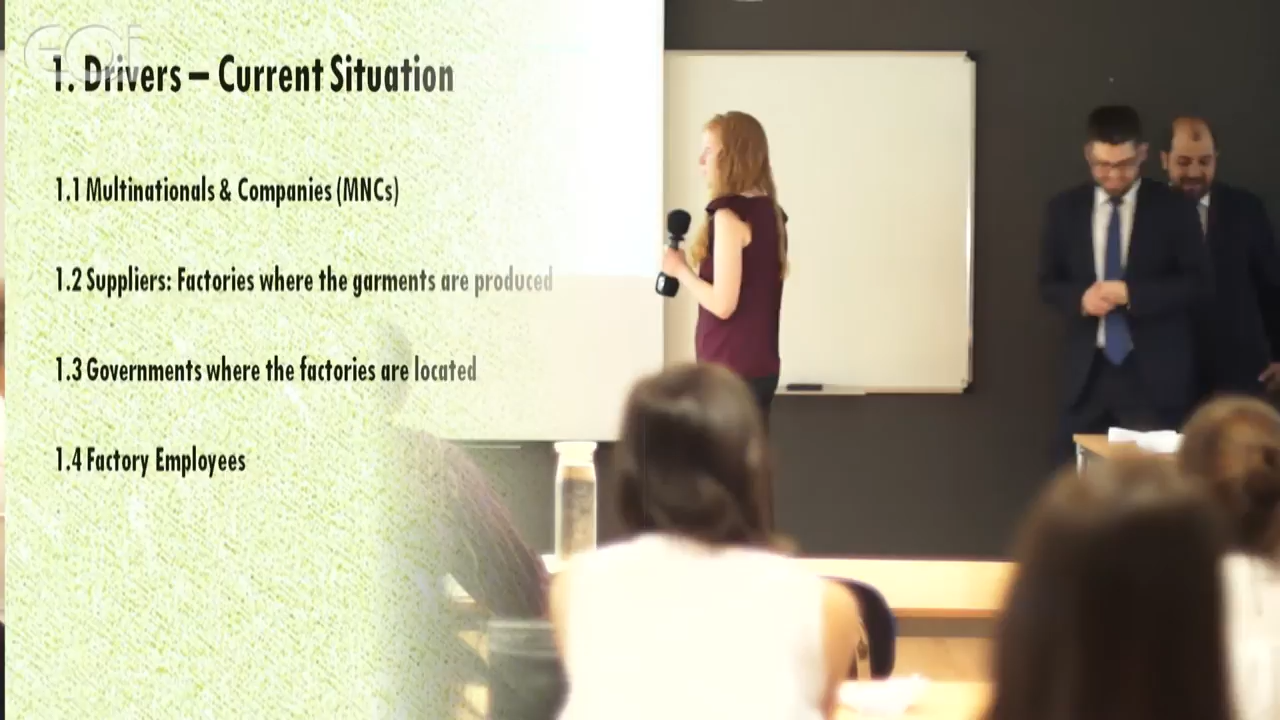 EOi
1. Drivers – Current Situation
1.1 Multinationals & Companies (MNCs)
1.2 Suppliers: Factories where the garments are produced
1.3 Governments where the factories are located
1.4 Factory Employees